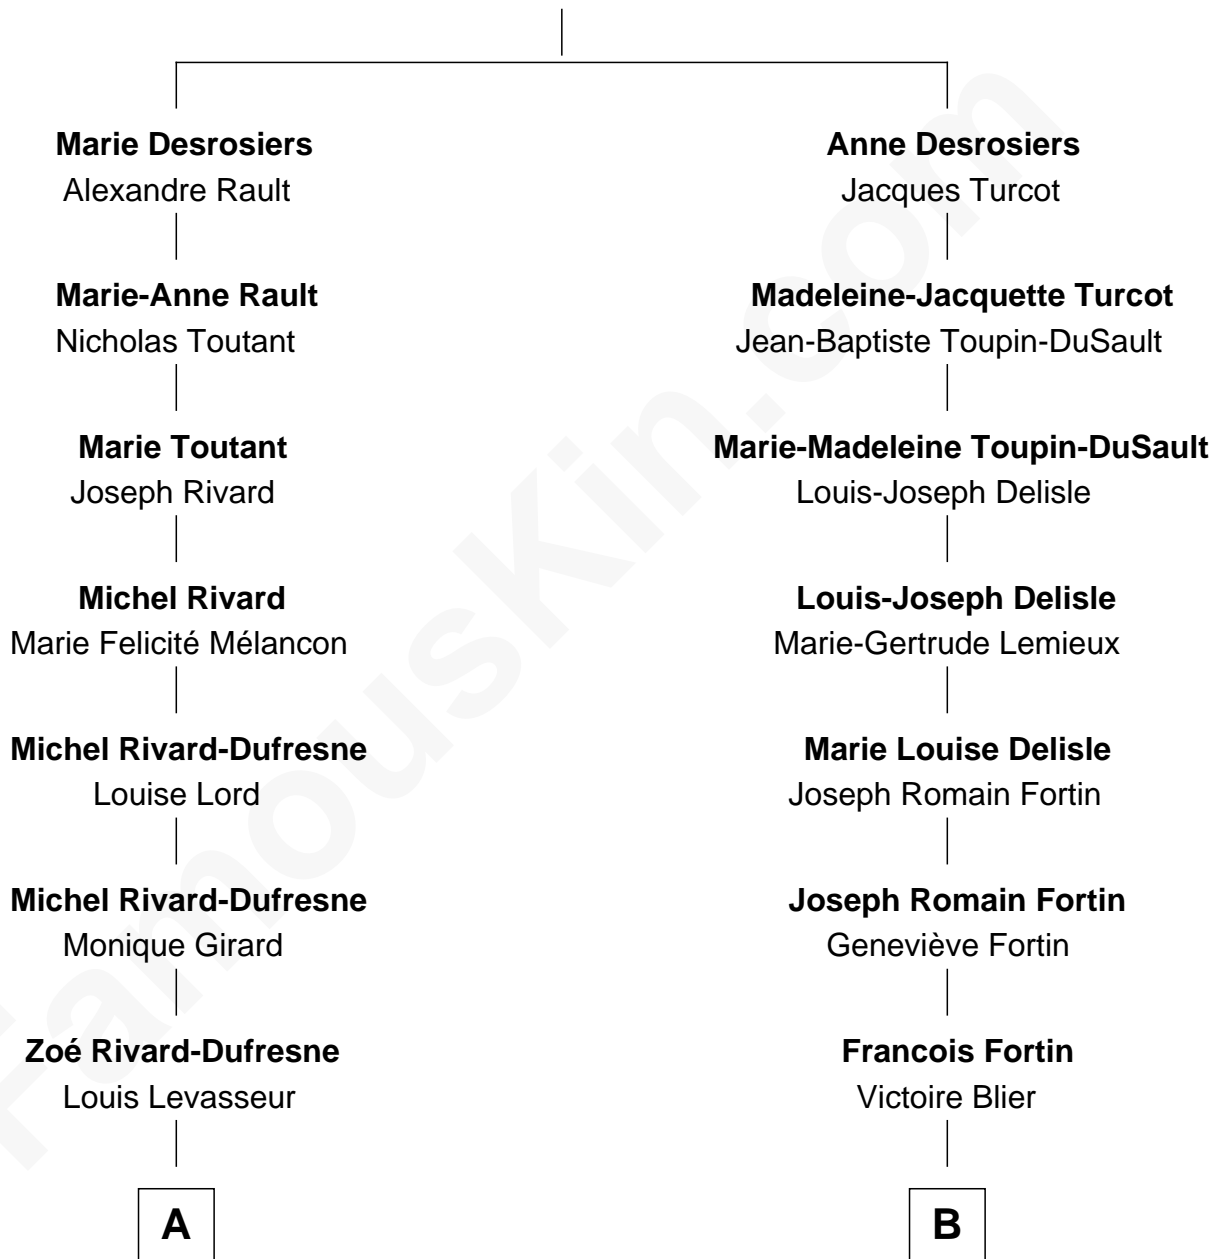 Marie Desrosiers
Alexandre Rault
Marie-Anne Rault
Nicholas Toutant
Marie Toutant
Joseph Rivard
Michel Rivard
Marie Felicité Mélancon
Michel Rivard-Dufresne
Louise Lord
Michel Rivard-Dufresne
Monique Girard
Zoé Rivard-Dufresne
Louis Levasseur
A
Anne Desrosiers
Jacques Turcot
Madeleine-Jacquette Turcot
Jean-Baptiste Toupin-DuSault
Marie-Madeleine Toupin-DuSault
Louis-Joseph Delisle
Louis-Joseph Delisle
Marie-Gertrude Lemieux
Marie Louise Delisle
Joseph Romain Fortin
Joseph Romain Fortin
Geneviève Fortin
Francois Fortin
Victoire Blier
B
FamousKin.com